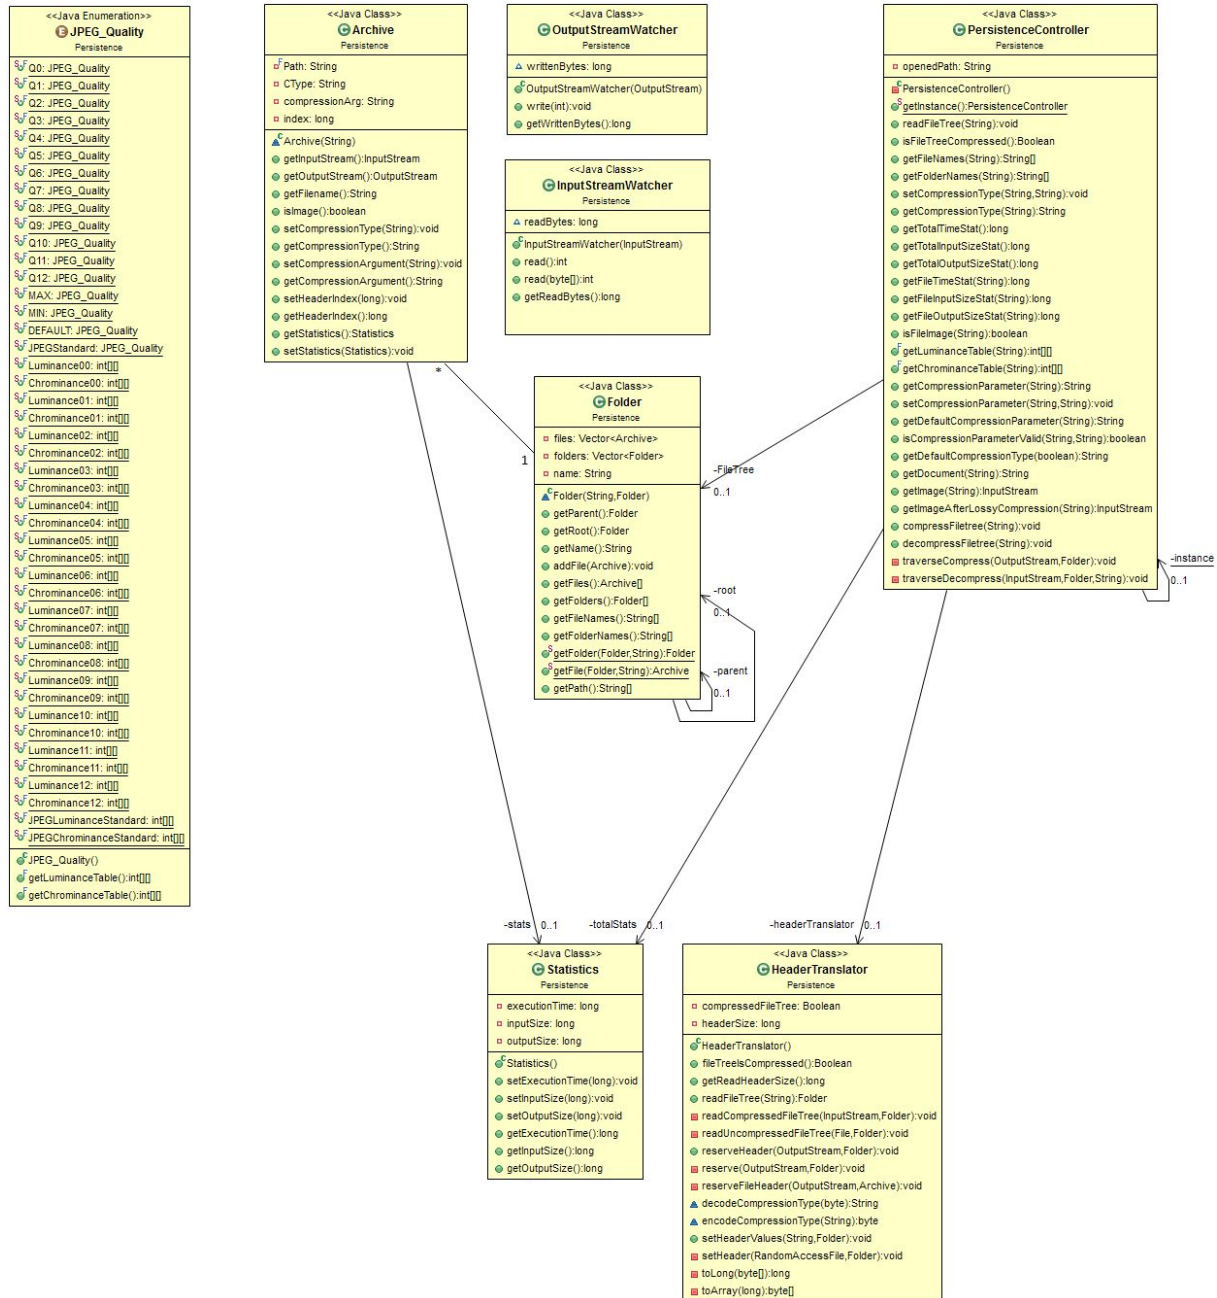 <<Java Enumeration>>
E JPEG_Quality
Persistence
Q0: JPEG_Quality
Q1: JPEG_Quality
Q2: JPEG_Quality
Q3: JPEG_Quality
Q4: JPEG_Quality
Q5: JPEG_Quality
Q6: JPEG_Quality
Q7: JPEG_Quality
Q8: JPEG_Quality
Q9: JPEG_Quality
Q10: JPEG_Quality
Q11: JPEG_Quality
Q12: JPEG_Quality
MAX: JPEG_Quality
MIN: JPEG_Quality
DEFAULT: JPEG_Quality
JPEGStandard: JPEG_Quality
Luminance00: int[][]
Chrominance00: int[][]
Luminance01: int[][]
Chrominance01: int[][]
Luminance02: int[][]
Chrominance02: int[][]
Luminance03: int[][]
Chrominance03: int[][]
Luminance04: int[][]
Chrominance04: int[][]
Luminance05: int[][]
Chrominance05: int[][]
Luminance06: int[][]
Chrominance06: int[][]
Luminance07: int[][]
Chrominance07: int[][]
Luminance08: int[][]
Chrominance08: int[][]
Luminance09: int[][]
Chrominance09: int[][]
Luminance10: int[][]
Chrominance10: int[][]
Luminance11: int[][]
Chrominance11: int[][]
Luminance12: int[][]
Chrominance12: int[][]
JPEGLuminanceStandard: int[][]
JPEGChrominanceStandard: int[][]
JPEG_Quality()
getLuminanceTable():int[][]
getChrominanceTable():int[][]
<<Java Class>>
C Archive
Persistence
Path: String
CType: String
compressionArg: String
index: long
Archive(String)
getInputStream():InputStream
getOutputStream():OutputStream
getFilename():String
isImage():boolean
setCompressionType(String):void
getCompressionType():String
setCompressionArgument(String):void
getCompressionArgument():String
setHeaderIndex(long):void
getHeaderIndex():long
getStatistics():Statistics
setStatistics(Statistics):void
<<Java Class>>
C OutputStreamWatcher
Persistence
writtenBytes: long
OutputStreamWatcher(OutputStream)
write(int):void
getWrittenBytes():long
<<Java Class>>
C InputStreamWatcher
Persistence
readBytes: long
InputStreamWatcher(InputStream)
read():int
read(byte[]):int
getReadBytes():long
<<Java Class>>
C PersistenceController
Persistence
openedPath: String
PersistenceController()
getInstance():PersistenceController
readFileTree(String):void
isFileTreeCompressed():Boolean
getFileNames(String):String[]
getFolderNames(String):String[]
setCompressionType(String,String):void
getCompressionType(String):String
getTotalTimeStat():long
getTotalInputSizeStat():long
getTotalOutputSizeStat():long
getFileTimeStat(String):long
getFileInputSizeStat(String):long
getFileOutputSizeStat(String):long
isFileImage(String):boolean
getLuminanceTable(String):int[][]
getChrominanceTable(String):int[][]
getCompressionParameter(String):String
setCompressionParameter(String,String):void
getDefaultCompressionParameter(String):String
isCompressionParameterValid(String,String):boolean
getDefaultCompressionType(boolean):String
getDocument(String):String
getImage(String):InputStream
getImageAfterLossyCompression(String):InputStream
compressFiletree(String):void
decompressFiletree(String):void
traverseCompress(OutputStream,Folder):void
traverseDecompress(InputStream,Folder,String):void
-instance
0..1
*
1
<<Java Class>>
C Folder
Persistence
files: Vector<Archive>
folders: Vector<Folder>
name: String
Folder(String,Folder)
getParent():Folder
getRoot():Folder
getName():String
addFile(Archive):void
getFiles():Archive[]
getFolders():Folder[]
getFileNames():String[]
getFolderNames():String[]
getFolder(Folder,String):Folder
getFile(Folder,String):Archive
getPath():String[]
-FileTree
0..1
-root
0..1
-parent
0..1
-stats 0..1
-totalStats 0..1
-headerTranslator 0..1
<<Java Class>>
C Statistics
Persistence
executionTime: long
inputSize: long
outputSize: long
Statistics()
setExecutionTime(long):void
setInputSize(long):void
setOutputSize(long):void
getExecutionTime():long
getInputSize():long
getOutputSize():long
<<Java Class>>
C HeaderTranslator
Persistence
compressedFileTree: Boolean
headerSize: long
HeaderTranslator()
fileTreeIsCompressed():Boolean
getReadHeaderSize():long
readFileTree(String):Folder
readCompressedFileTree(InputStream,Folder):void
readUncompressedFileTree(File,Folder):void
reserveHeader(OutputStream,Folder):void
reserve(OutputStream,Folder):void
reserveFileHeader(OutputStream,Archive):void
decodeCompressionType(byte):String
encodeCompressionType(String):byte
setHeaderValues(String,Folder):void
setHeader(RandomAccessFile,Folder):void
toLong(byte[]):long
toArray(long):byte[]